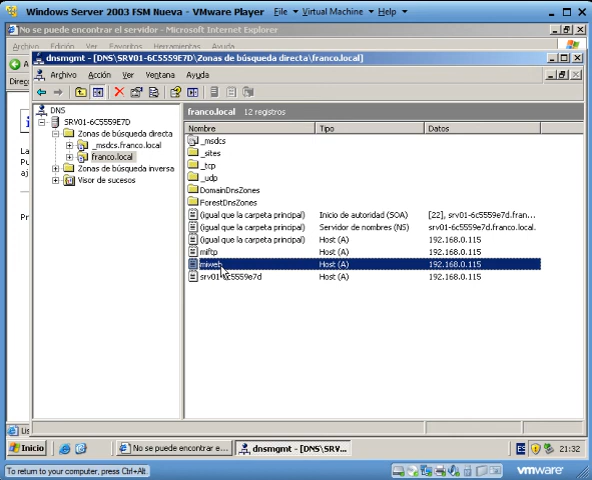 Windows Server 2003 FSM Nueva - VMware Player File Virtual Machine Help
No se puede encontrar el servidor - Microsoft Internet Explorer
Archivo Edición Ver Favoritos Herramientas Ayuda
dnsmgmt - [DNS\SRV01-6C5559E7D\Zonas de búsqueda directa\franco.local]
Archivo Acción Ver Ventana Ayuda
Direc
DNS
SRV01-6C5559E7D
Zonas de búsqueda directa
_msdcs.franco.local
franco.local
Zonas de búsqueda inversa
Visor de sucesos
franco.local 12 registros
Nombre Tipo Datos
_msdcs
_sites
_tcp
_udp
DomainDnsZones
ForestDnsZones
(igual que la carpeta principal) Inicio de autoridad (SOA) [22], srv01-6c5559e7d.fran...
(igual que la carpeta principal) Servidor de nombres (NS) srv01-6c5559e7d.franco.local.
(igual que la carpeta principal) Host (A) 192.168.0.115
miftp Host (A) 192.168.0.115
miweb Host (A) 192.168.0.115
srv01-6c5559e7d Host (A) 192.168.0.115
La
Pu
aj
Pr
Lis
Inicio No se puede encontrar e... dnsmgmt - [DNS\SRV... ES 21:32
To return to your computer, press Ctrl+Alt. vmware